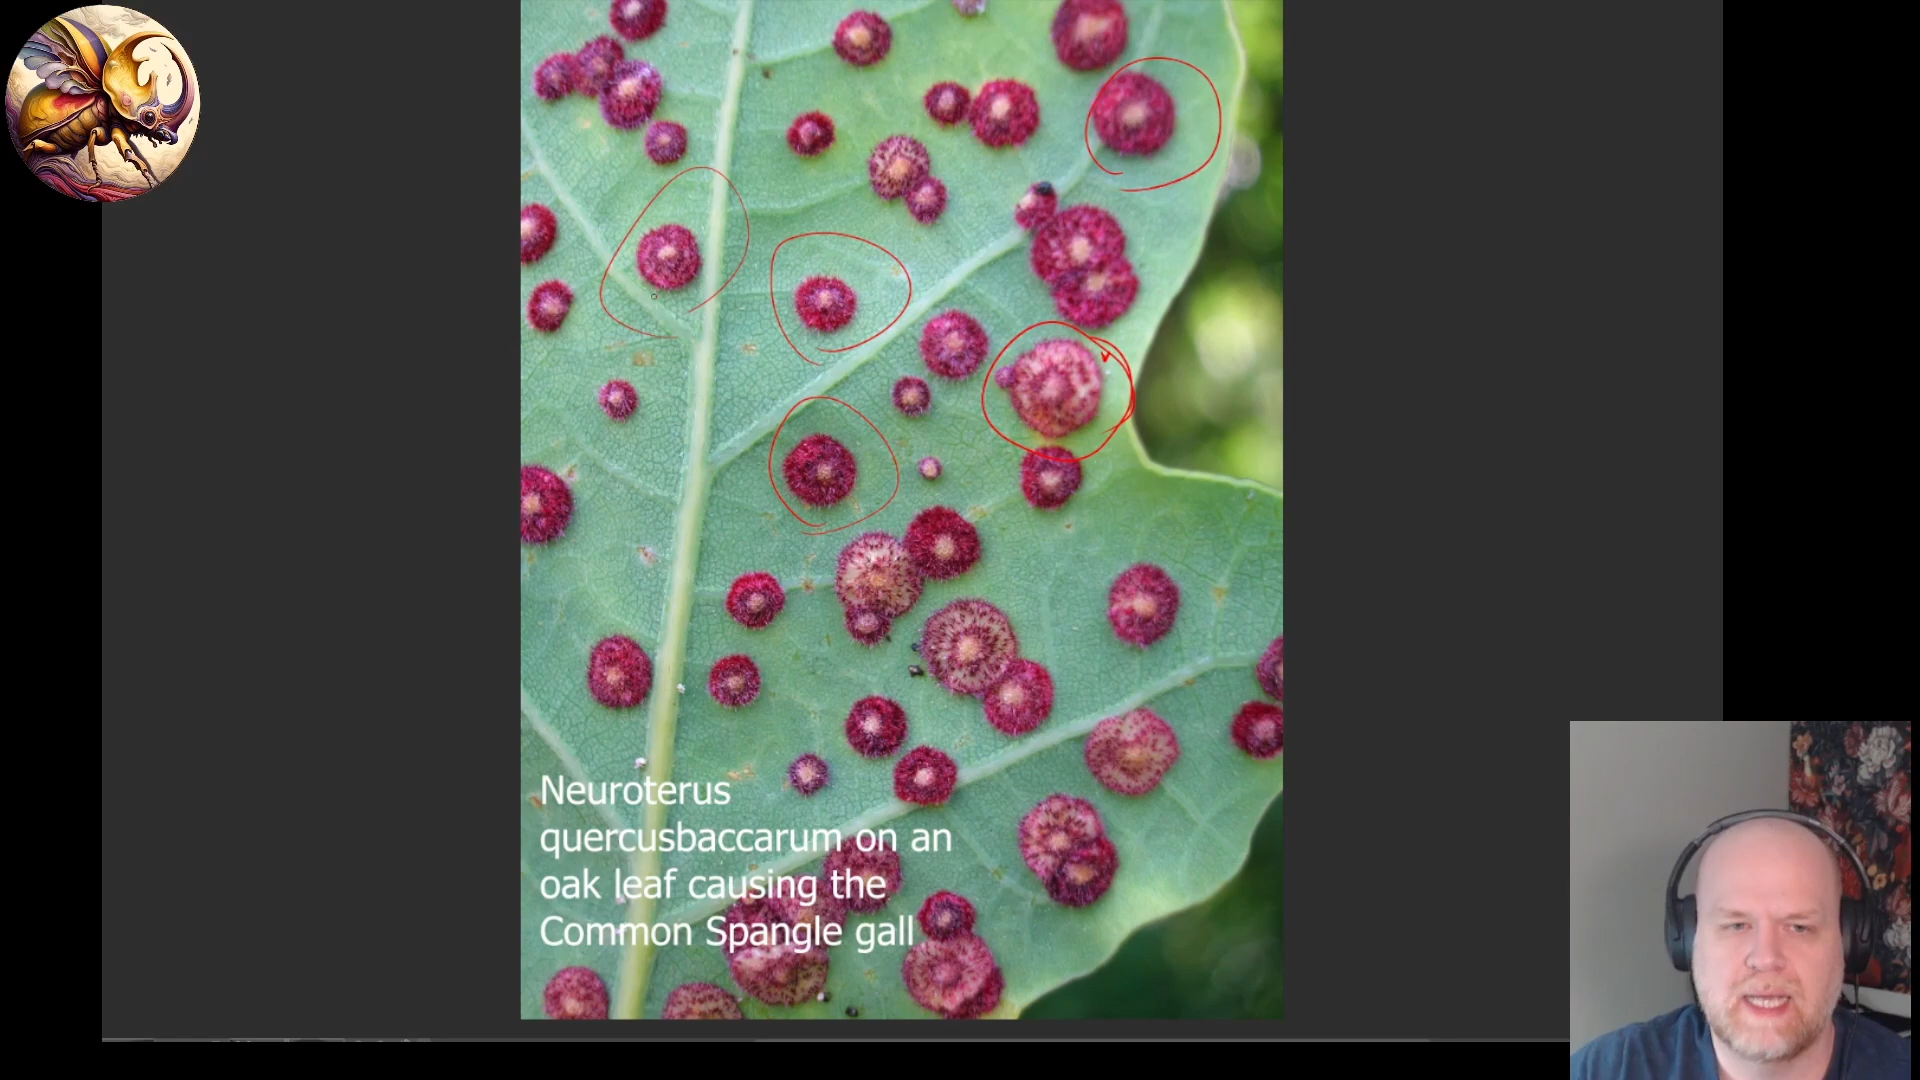 Neuroterus
quercusbaccarum on an
oak leaf causing the
Common Spangle gall